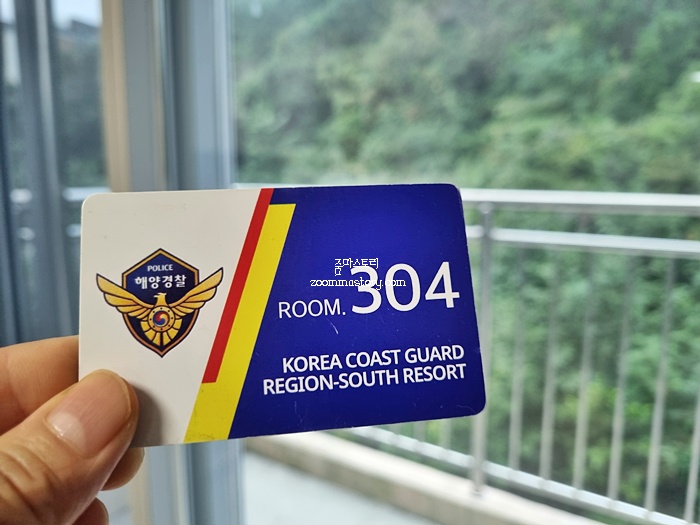 POLICE
해양경찰
줌마스토리
zoommastory.com
ROOM. 304
KOREA COAST GUARD
REGION-SOUTH RESORT